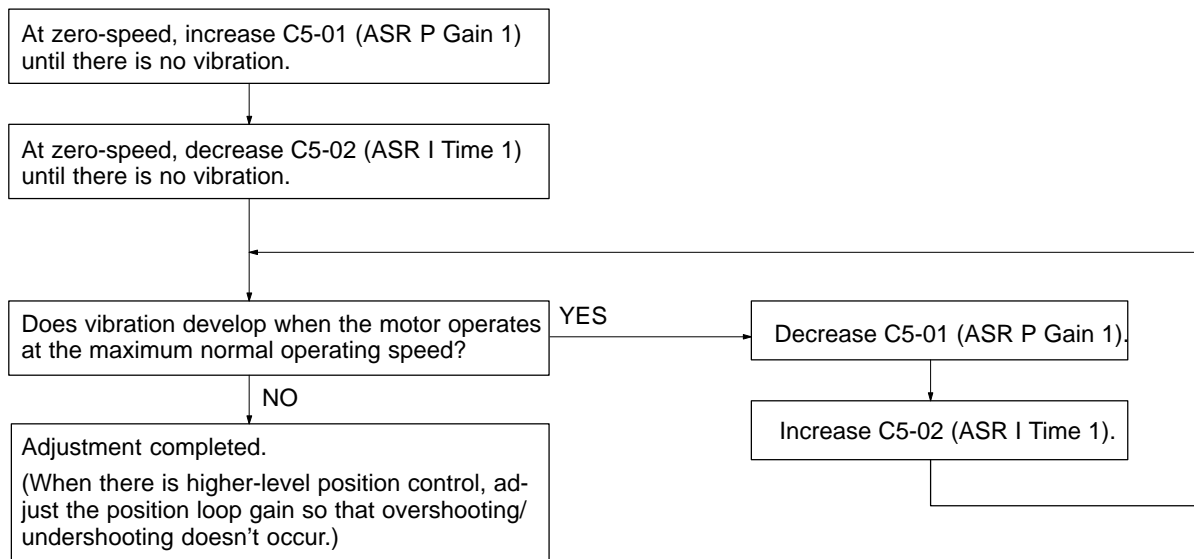 At zero-speed, increase C5-01 (ASR P Gain 1)
until there is no vibration.
At zero-speed, decrease C5-02 (ASR I Time 1)
until there is no vibration.
Does vibration develop when the motor operates
at the maximum normal operating speed?
YES
Decrease C5-01 (ASR P Gain 1).
Increase C5-02 (ASR I Time 1).
NO
Adjustment completed.
(When there is higher-level position control, ad-
just the position loop gain so that overshooting/
undershooting doesn't occur.)